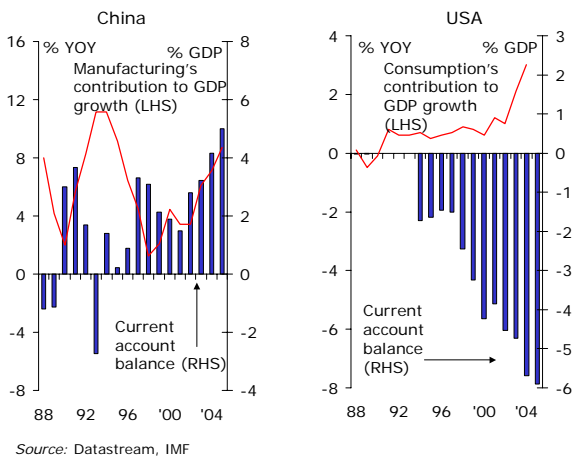 China
% YOY
% GDP
Manufacturing's
contribution to GDP
growth (LHS)
16
12
8
4
0
-4
-8
8
6
4
2
0
-2
-4
Current
account
balance (RHS)
88 92 96 '00 '04
USA
% YOY
% GDP
Consumption's
contribution to
GDP growth
(LHS)
4
2
0
-2
-4
-6
-8
3
2
1
0
-1
-2
-3
-4
-5
-6
Current
account
balance
(RHS)
88 92 96 '00 '04
Source: Datastream, IMF